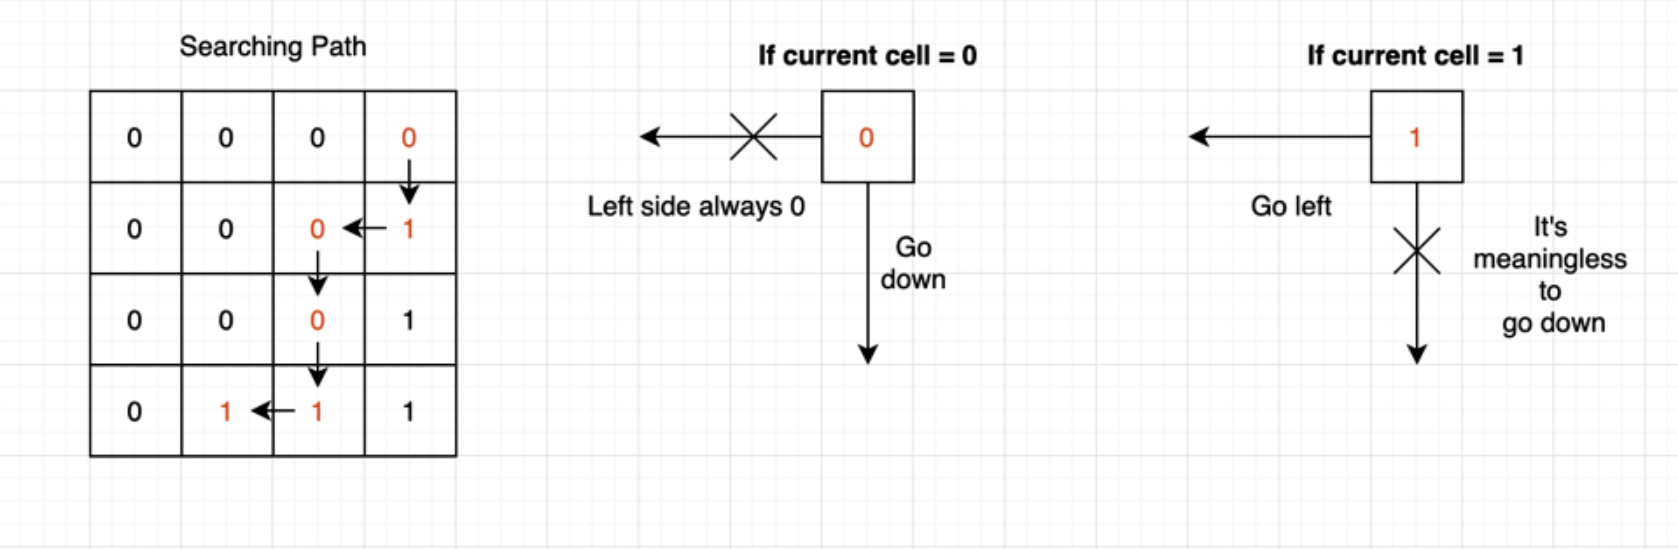 Searching Path
0 0 0 0
0 0 0 1
0 0 0 1
0 1 1 1
If current cell = 0
0
Left side always 0
Go
down
If current cell = 1
1
Go left
It's
meaningless
to
go down